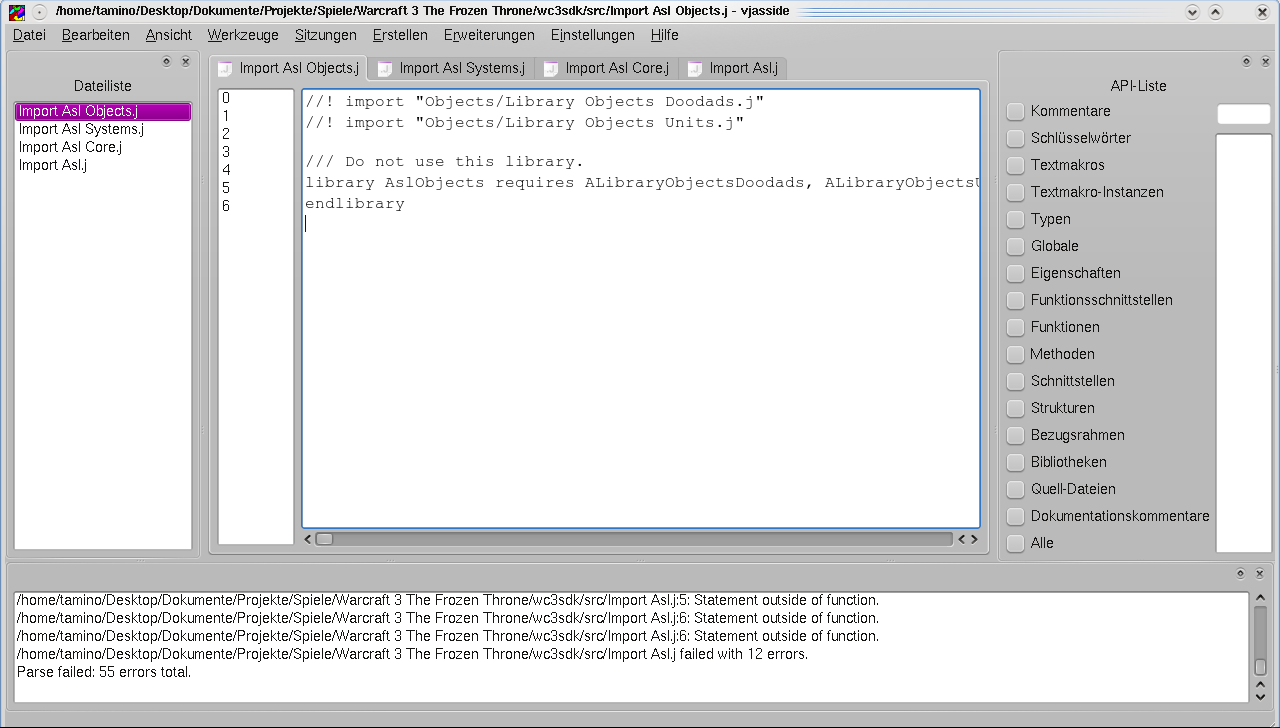 /home/tamino/Desktop/Dokumente/Projekte/Spiele/Warcraft 3 The Frozen Throne/wc3sdk/src/Import Asl Objects.j - vjasside
Datei Bearbeiten Ansicht Werkzeuge Sitzungen Erstellen Erweiterungen Einstellungen Hilfe
Dateiliste
Import Asl Objects.j
Import Asl Systems.j
Import Asl Core.j
Import Asl.j
Import Asl Objects.j Import Asl Systems.j Import Asl Core.j Import Asl.j
0
1
2
3
4
5
6
//! import "Objects/Library Objects Doodads.j"
//! import "Objects/Library Objects Units.j"
/// Do not use this library.
library AslObjects requires ALibraryObjectsDoodads, ALibraryObjectsU
endlibrary
API-Liste
Kommentare
Schlüsselwörter
Textmakros
Textmakro-Instanzen
Typen
Globale
Eigenschaften
Funktionsschnittstellen
Funktionen
Methoden
Schnittstellen
Strukturen
Bezugsrahmen
Bibliotheken
Quell-Dateien
Dokumentationskommentare
Alle
/home/tamino/Desktop/Dokumente/Projekte/Spiele/Warcraft 3 The Frozen Throne/wc3sdk/src/Import Asl.j:5: Statement outside of function.
/home/tamino/Desktop/Dokumente/Projekte/Spiele/Warcraft 3 The Frozen Throne/wc3sdk/src/Import Asl.j:6: Statement outside of function.
/home/tamino/Desktop/Dokumente/Projekte/Spiele/Warcraft 3 The Frozen Throne/wc3sdk/src/Import Asl.j:6: Statement outside of function.
/home/tamino/Desktop/Dokumente/Projekte/Spiele/Warcraft 3 The Frozen Throne/wc3sdk/src/Import Asl.j failed with 12 errors.
Parse failed: 55 errors total.